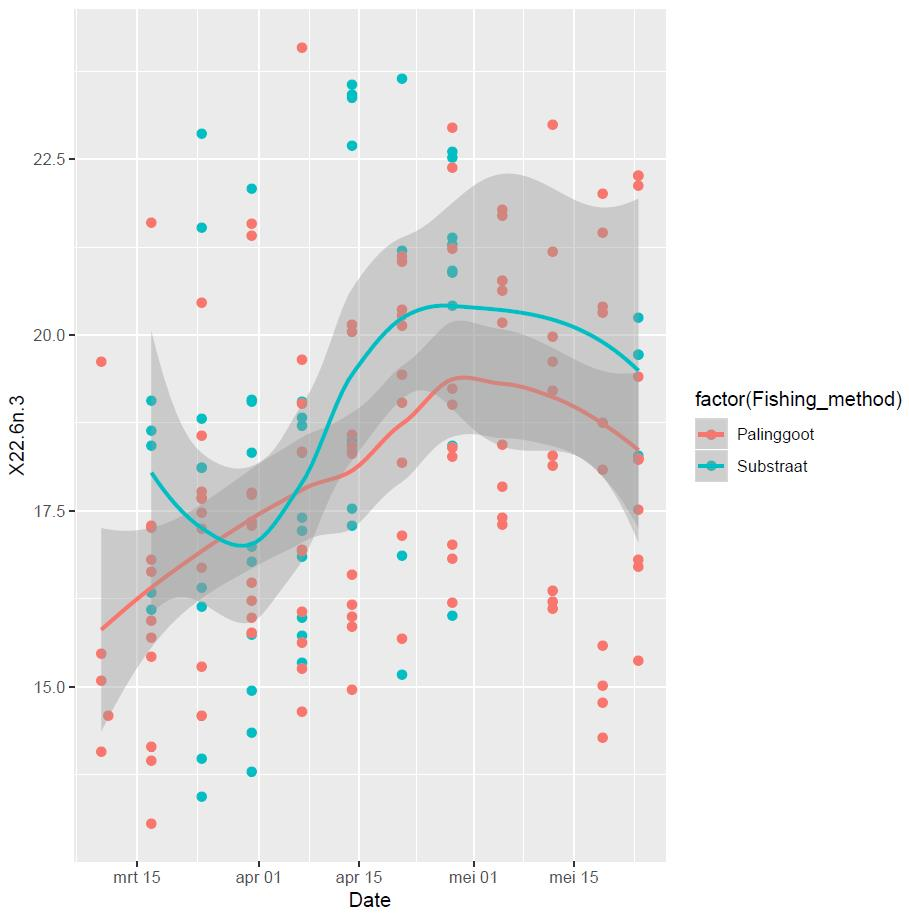 X22.6n.3
22.5
20.0
17.5
15.0
mrt 15
apr 01
apr 15
mei 01
mei 15
Date
factor(Fishing_method)
Palinggoot
Substraat